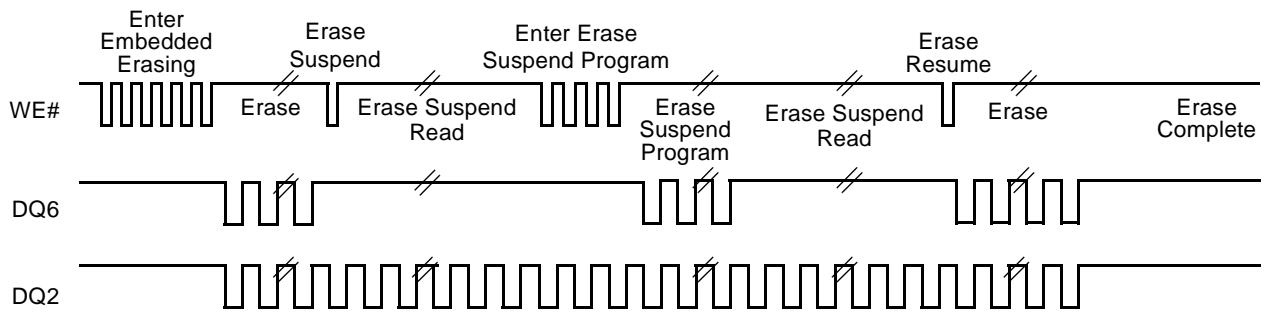 Enter
Embedded
Erasing
Erase
Suspend
Enter Erase
Suspend Program
Erase
Resume
WE#
Erase
Erase Suspend
Read
Erase
Suspend
Program
Erase Suspend
Read
Erase
Erase
Complete
DQ6
DQ2